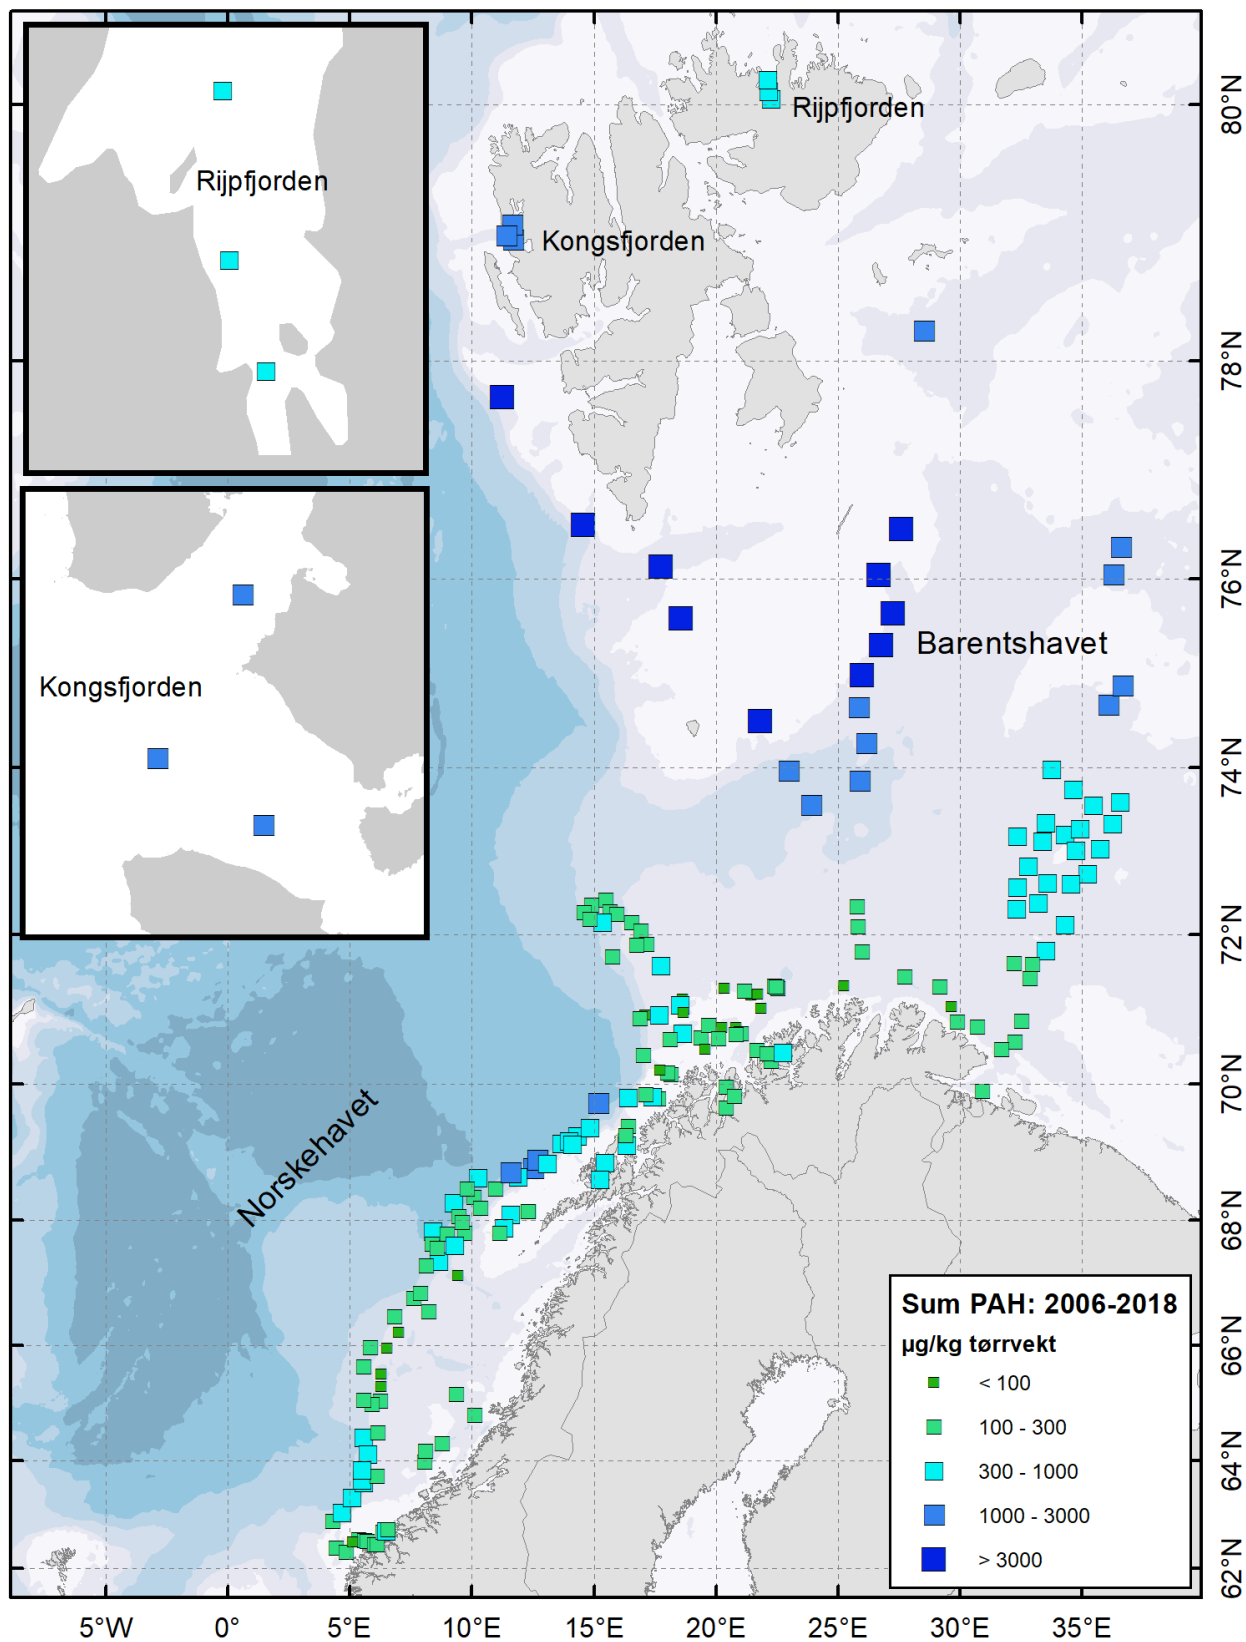 Rijpfjorden
Kongsfjorden
Rijpfjorden
Kongsfjorden
Barentshavet
Norskehavet
80°N
78°N
76°N
74°N
72°N
70°N
68°N
66°N
64°N
62°N
Sum PAH: 2006-2018
µg/kg tørrvekt
< 100
100 - 300
300 - 1000
1000 - 3000
> 3000
5°W
0°
5°E
10°E
15°E
20°E
25°E
30°E
35°E